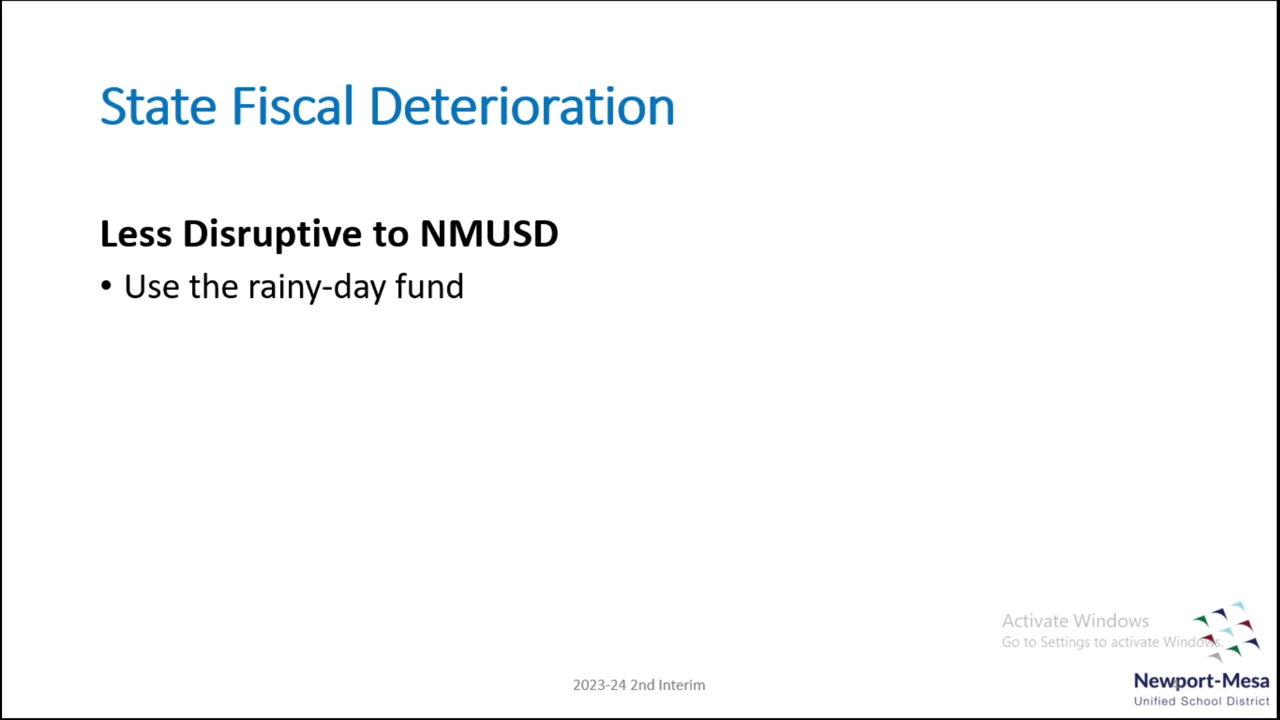 State Fiscal Deterioration
Less Disruptive to NMUSD
• Use the rainy-day fund
Activate Windows
Go to Settings to activate Windows.
2023-24 2nd Interim
Newport-Mesa
Unified School District